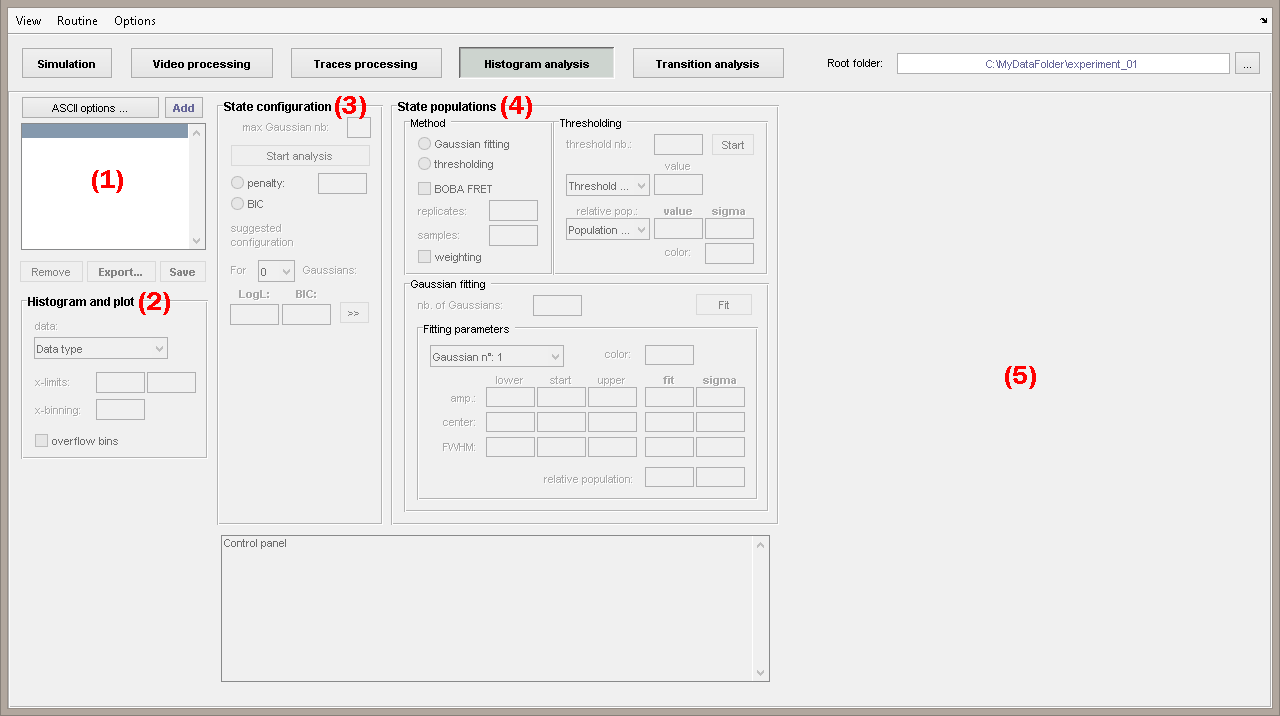 View Routine Options
Simulation Video processing Traces processing Histogram analysis Transition analysis Root folder: C:\MyDataFolder\experiment_01 ...
ASCII options ... Add
(1)
Remove Export... Save
Histogram and plot (2)
data:
Data type
x-limits:
x-binning:
overflow bins
State configuration (3)
max Gaussian nb:
Start analysis
penalty:
BIC
suggested
configuration
For 0 Gaussians:
LogL: BIC:
>>
State populations (4)
Method
Gaussian fitting
thresholding
BOBA FRET
replicates:
samples:
weighting
Thresholding
threshold nb.: Start
value
Threshold ...
relative pop.: value sigma
Population ...
color:
Gaussian fitting
nb. of Gaussians: Fit
Fitting parameters
Gaussian n°: 1 color:
lower start upper fit sigma
amp.:
center:
FWHM:
relative population:
Control panel
(5)